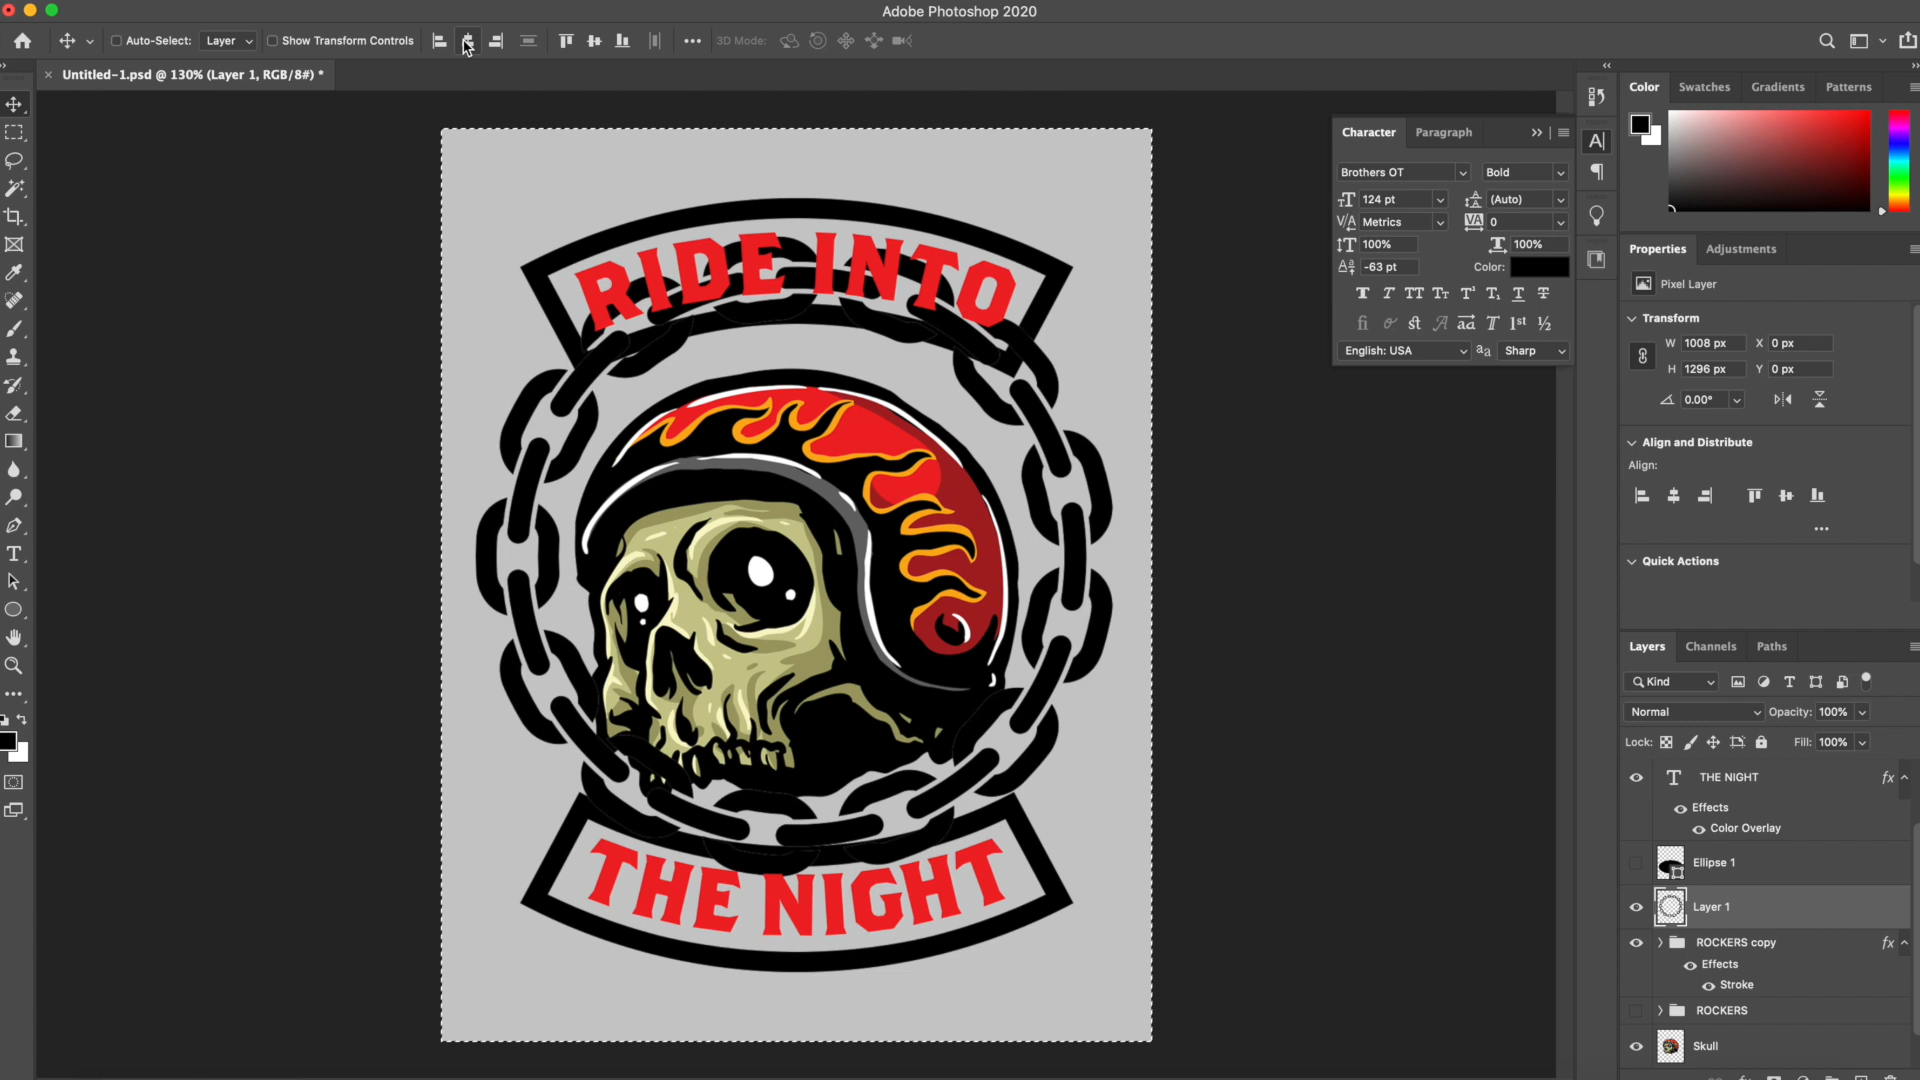 Adobe Photoshop 2020
Auto-Select: Layer Show Transform Controls 3D Mode:
× Untitled-1.psd @ 130% (Layer 1, RGB/8#) *
RIDE INTO
THE NIGHT
Character Paragraph
Brothers OT Bold
124 pt (Auto)
Metrics 0
100% 100%
-63 pt Color:
English: USA Sharp
Color Swatches Gradients Patterns
Properties Adjustments
Pixel Layer
Transform
W 1008 px X 0 px
H 1296 px Y 0 px
0.00°
Align and Distribute
Align:
Quick Actions
Layers Channels Paths
Kind
Normal Opacity: 100%
Lock: Fill: 100%
THE NIGHT fx
Effects
Color Overlay
Ellipse 1
Layer 1
ROCKERS copy fx
Effects
Stroke
ROCKERS
Skull